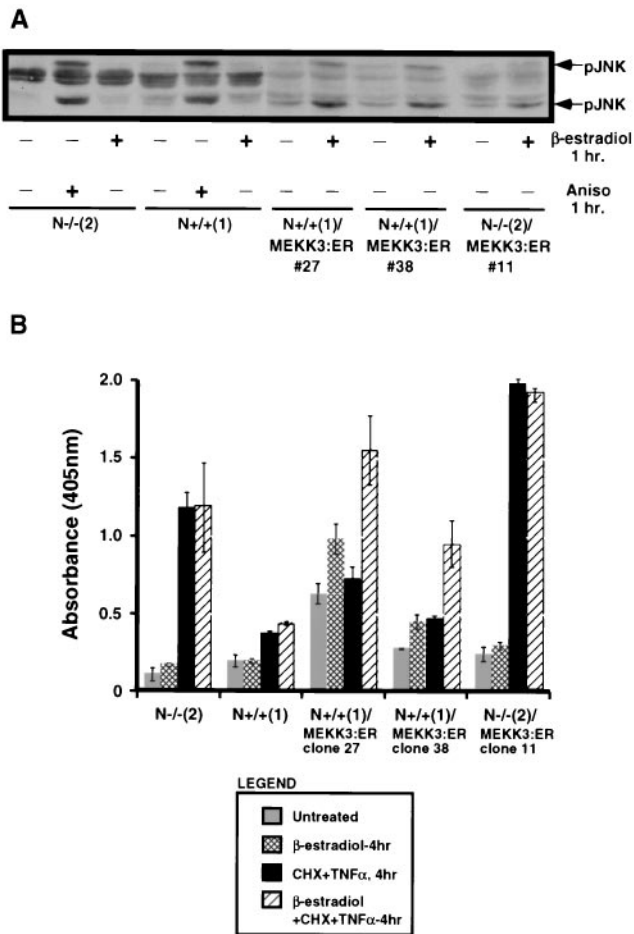 A
pJNK
pJNK
− − + − − + − + − + − + β-estradiol
1 hr.
− + − − + − − − − − − − Aniso
1 hr.
N-/-(2) N+/+(1) N+/+(1)/ N+/+(1)/ N-/-(2)/
MEKK3:ER MEKK3:ER MEKK3:ER
#27 #38 #11
B
Absorbance (405nm)
2.0
1.5
1.0
0.5
0
N-/-(2) N+/+(1) N+/+(1)/ N+/+(1)/ N-/-(2)/
MEKK3:ER MEKK3:ER MEKK3:ER
clone 27 clone 38 clone 11
LEGEND
Untreated
β-estradiol-4hr
CHX+TNFα, 4hr
β-estradiol
+CHX+TNFα-4hr